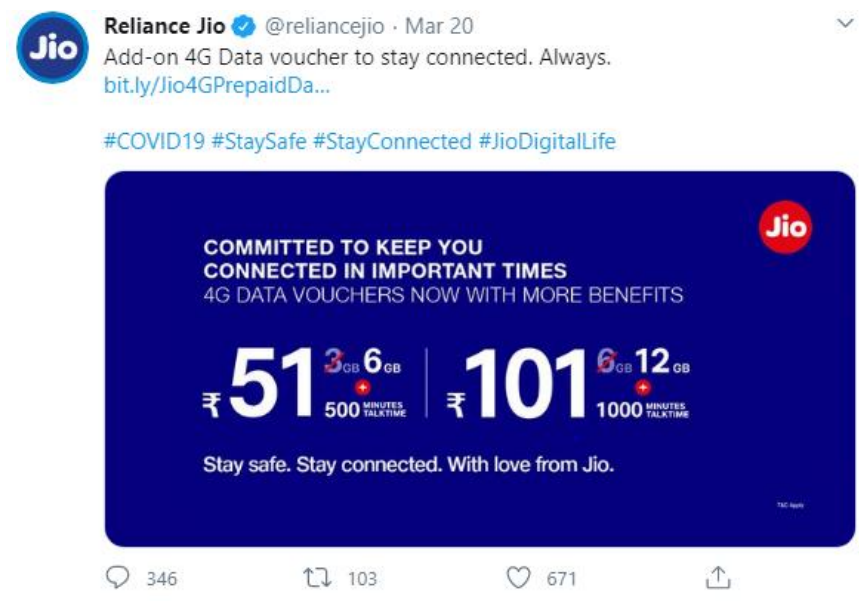 Jio
Reliance Jio @reliancejio · Mar 20
Add-on 4G Data voucher to stay connected. Always.
bit.ly/Jio4GPrepaidDa...
#COVID19 #StaySafe #StayConnected #JioDigitalLife
Jio
COMMITTED TO KEEP YOU
CONNECTED IN IMPORTANT TIMES
4G DATA VOUCHERS NOW WITH MORE BENEFITS
₹51 3GB 6GB + 500 MINUTES TALKTIME
₹101 6GB 12GB + 1000 MINUTES TALKTIME
Stay safe. Stay connected. With love from Jio.
T&C Apply
346 103 671